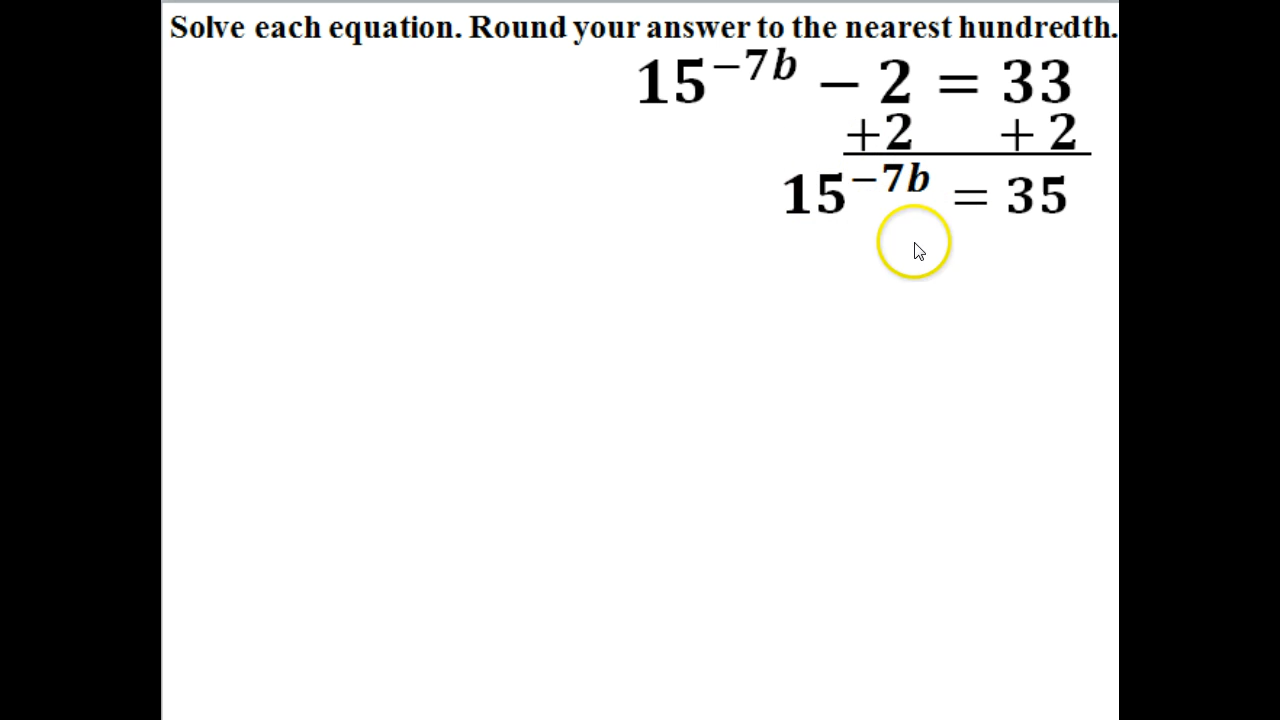 Solve each equation. Round your answer to the nearest hundredth.
15^{-7b} − 2 = 33
+2 + 2
15^{-7b} = 35